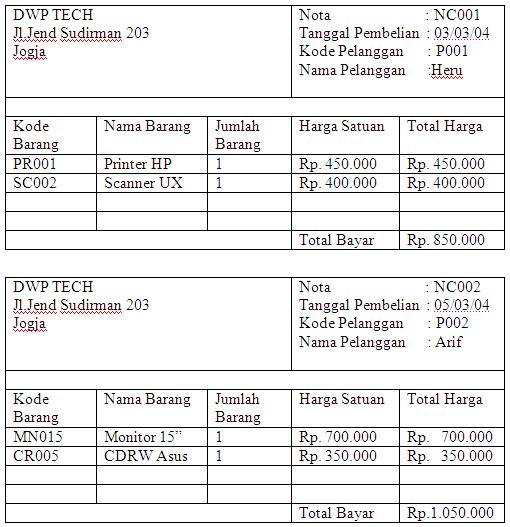 DWP TECH
Jl.Jend Sudirman 203
Jogja
Nota : NC001
Tanggal Pembelian : 03/03/04
Kode Pelanggan : P001
Nama Pelanggan :Heru
Kode Barang Nama Barang Jumlah Barang Harga Satuan Total Harga
PR001 Printer HP 1 Rp. 450.000 Rp. 450.000
SC002 Scanner UX 1 Rp. 400.000 Rp. 400.000
Total Bayar Rp. 850.000
DWP TECH
Jl.Jend Sudirman 203
Jogja
Nota : NC002
Tanggal Pembelian : 05/03/04
Kode Pelanggan : P002
Nama Pelanggan : Arif
Kode Barang Nama Barang Jumlah Barang Harga Satuan Total Harga
MN015 Monitor 15” 1 Rp. 700.000 Rp. 700.000
CR005 CDRW Asus 1 Rp. 350.000 Rp. 350.000
Total Bayar Rp.1.050.000